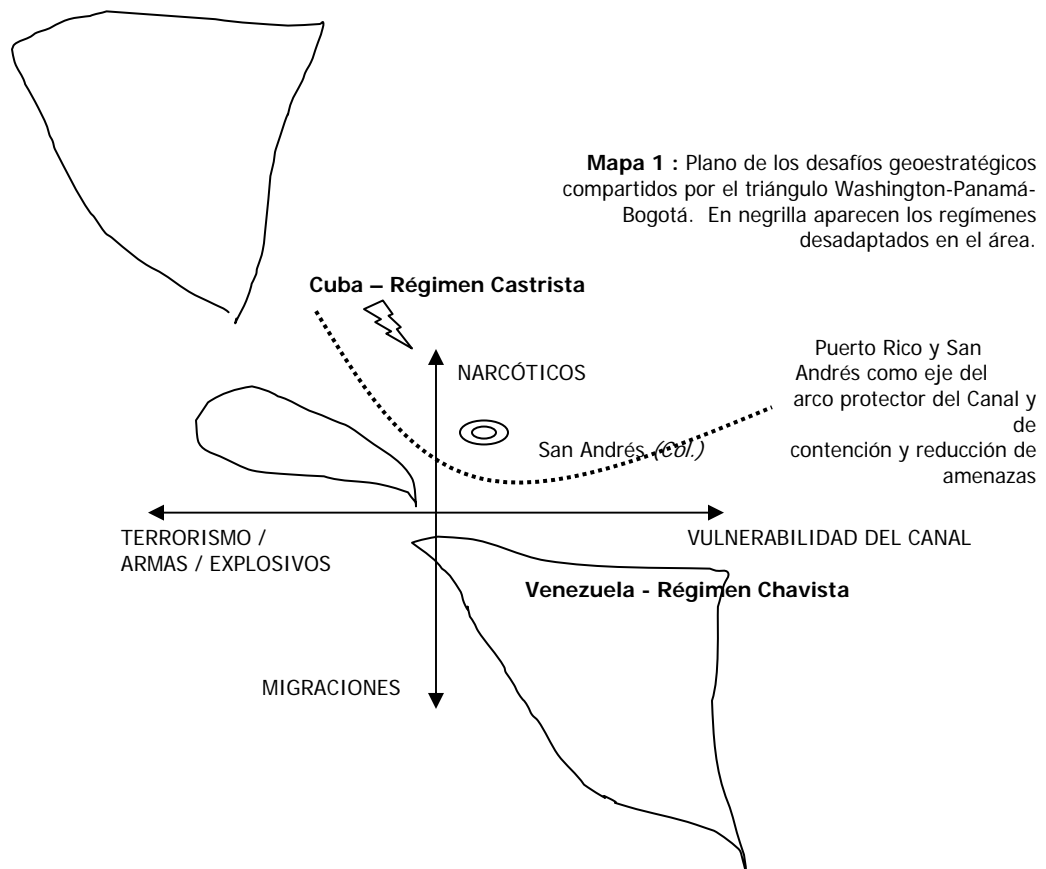 Mapa 1 : Plano de los desafíos geoestratégicos
compartidos por el triángulo Washington-Panamá-
Bogotá. En negrilla aparecen los regímenes
desadaptados en el área.
Cuba – Régimen Castrista
NARCÓTICOS
Puerto Rico y San
Andrés como eje del
arco protector del Canal y
de
contención y reducción de
amenazas
San Andrés (Col.)
TERRORISMO /
ARMAS / EXPLOSIVOS
VULNERABILIDAD DEL CANAL
Venezuela - Régimen Chavista
MIGRACIONES